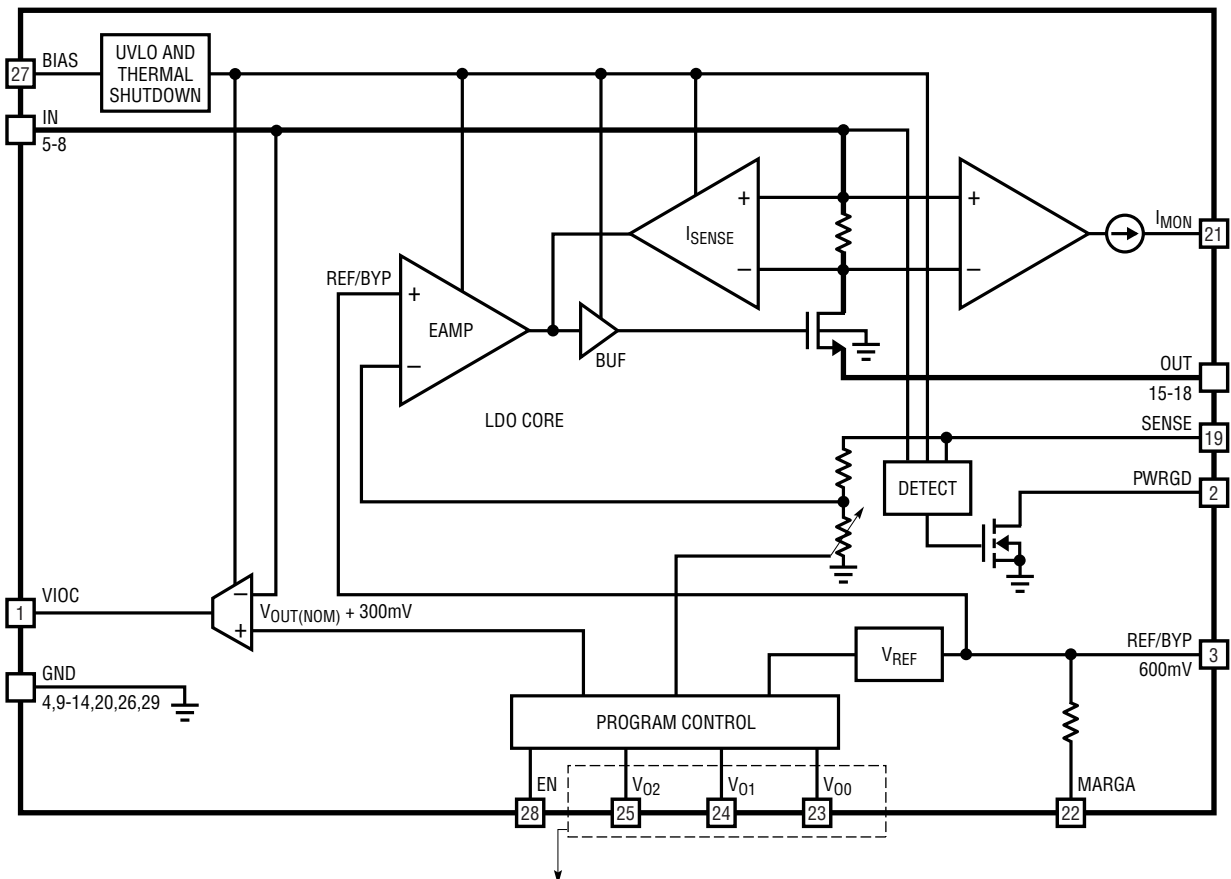 27
BIAS
UVLO AND
THERMAL
SHUTDOWN
IN
5-8
+
ISENSE
–
+
–
IMON
21
REF/BYP
+
EAMP
–
BUF
LDO CORE
OUT
15-18
SENSE
19
DETECT
PWRGD
2
1
VIOC
–
+
VOUT(NOM) + 300mV
VREF
REF/BYP
3
600mV
GND
4,9-14,20,26,29
PROGRAM CONTROL
EN
VO2
VO1
VO0
MARGA
28
25
24
23
22